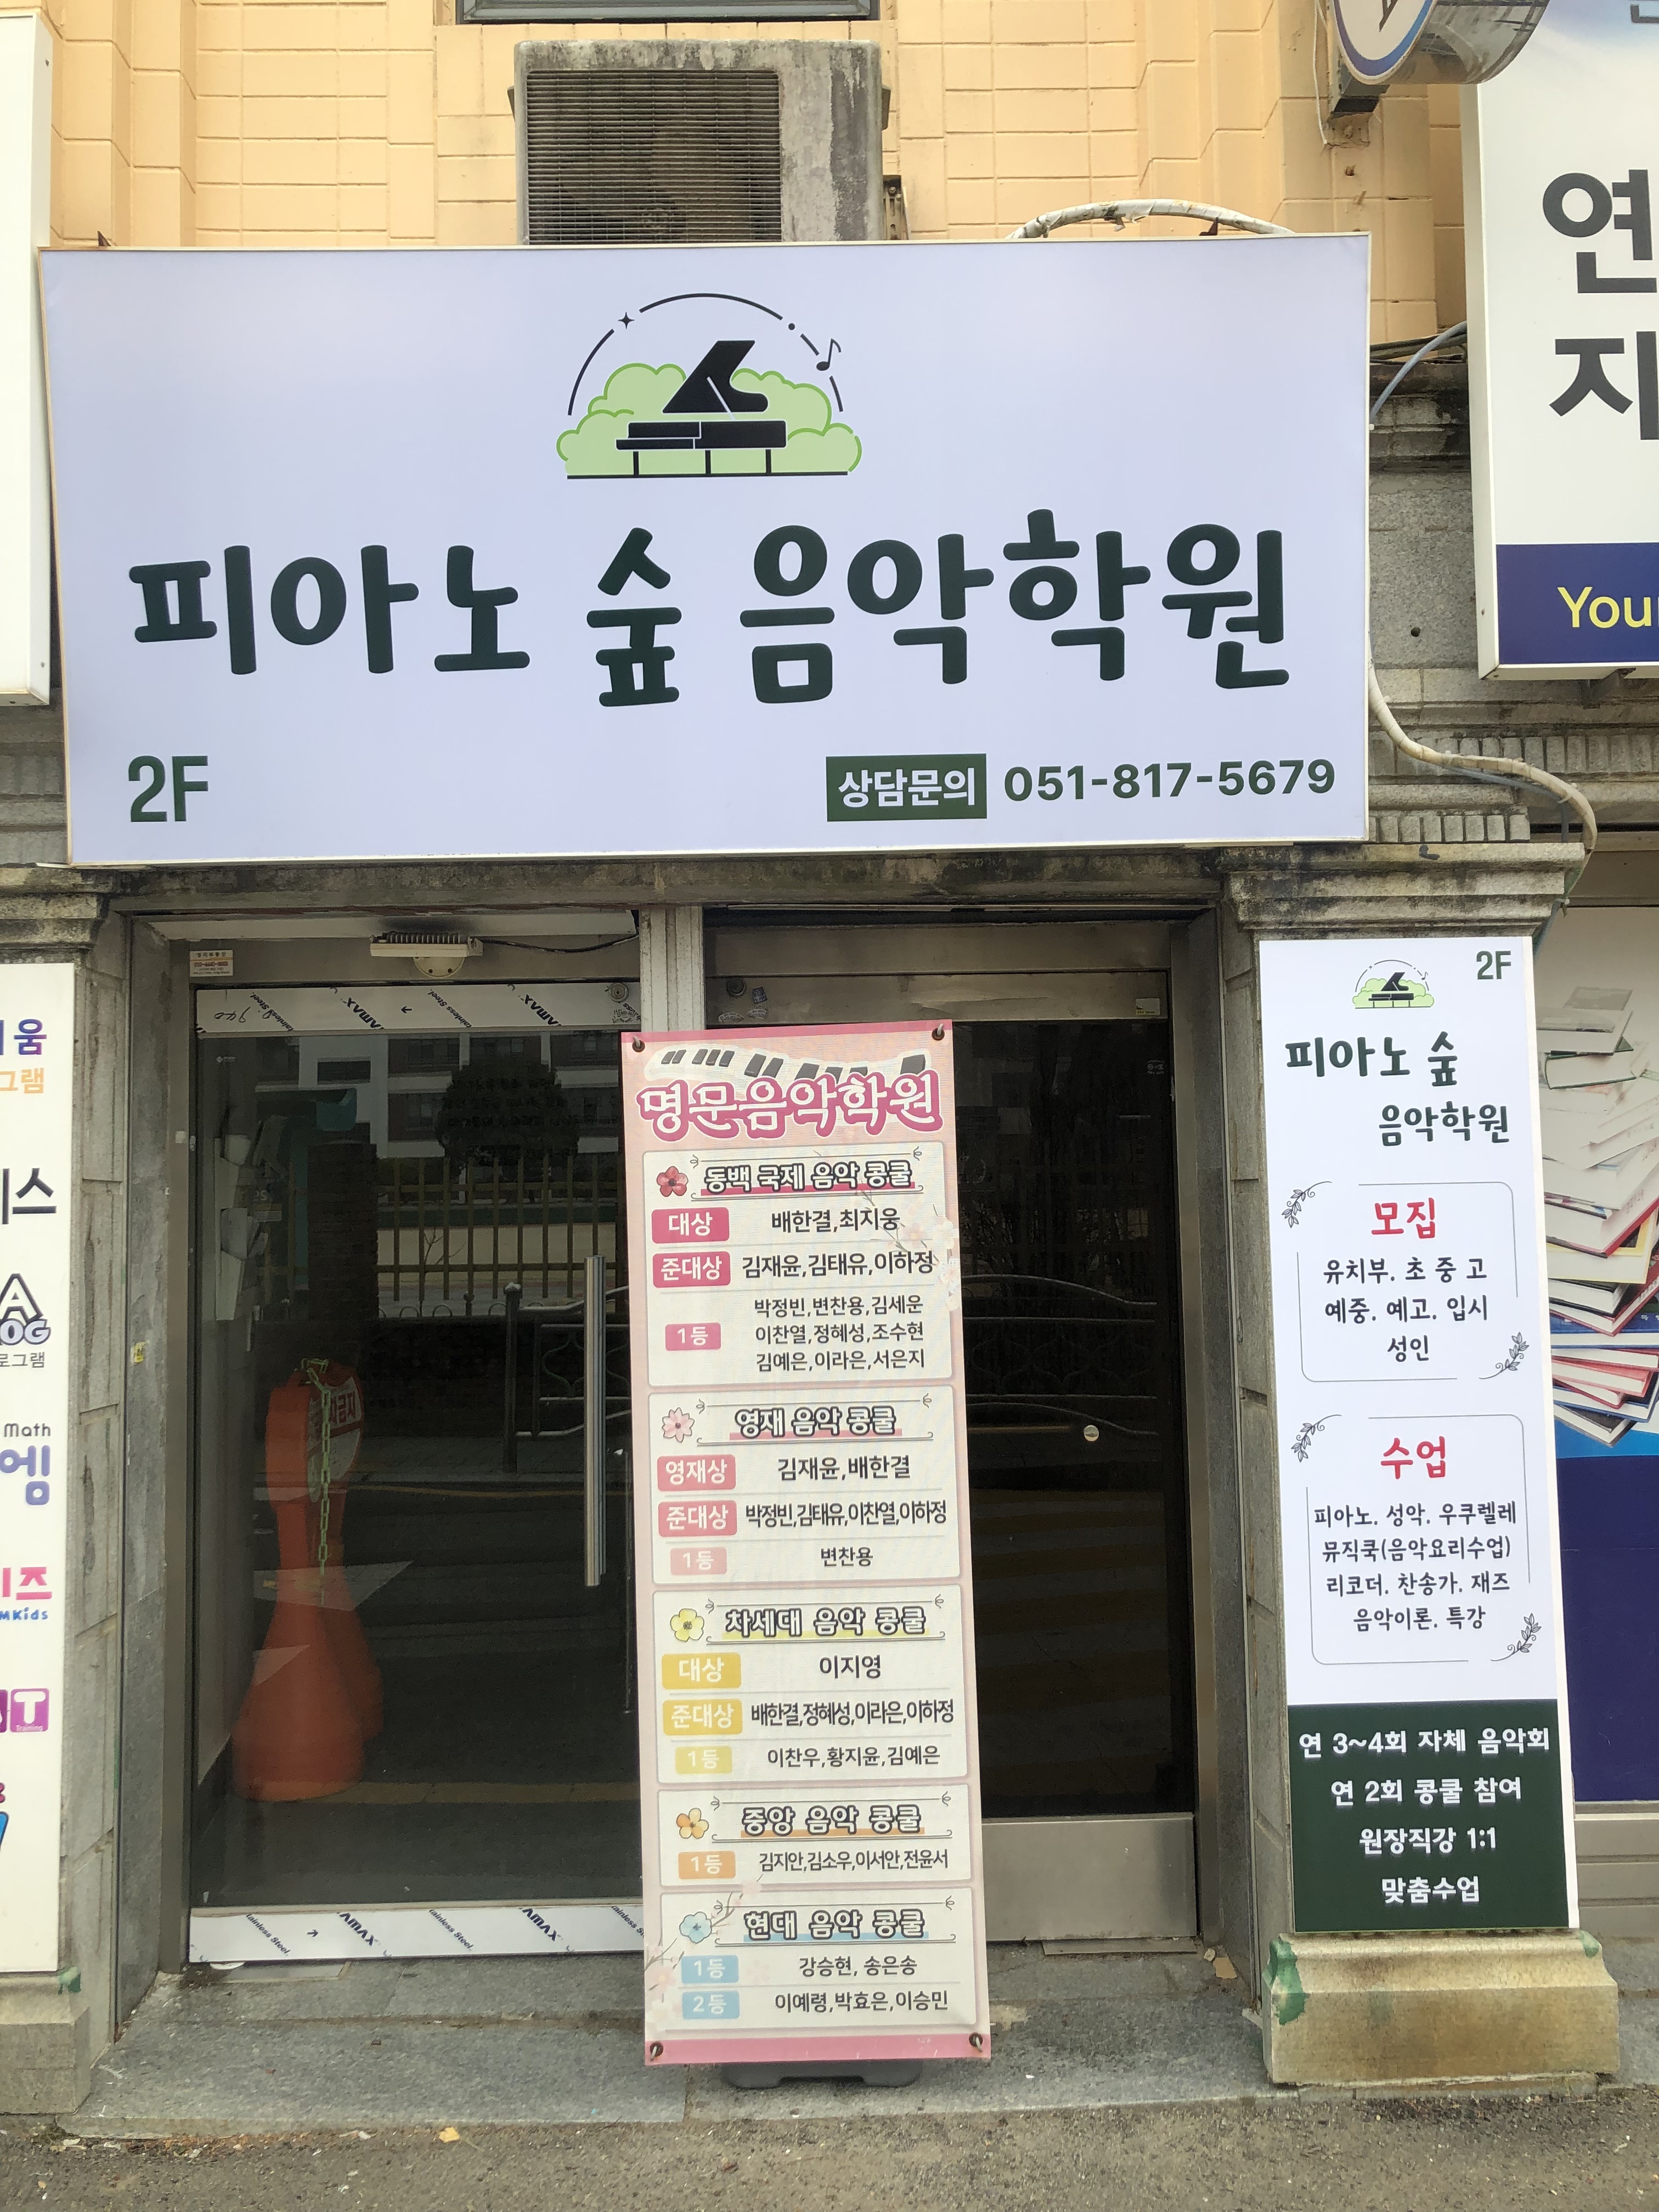 연
지
피아노 숲 음악학원
2F
상담문의 051-817-5679
명문음악학원
동백 국제 음악 콩쿨
대상 배한결,최지웅
준대상 김재윤,김태유,이하정
박정빈,변찬용,김세운
1등 이찬열,정혜성,조수현
김예은,이라은,서은지
영재 음악 콩쿨
영재상 김재윤,배한결
준대상 박정빈,김태유,이찬열,이하정
1등 변찬용
차세대 음악 콩쿨
대상 이지영
준대상 배한결,정혜성,이라은,이하정
1등 이찬우,황지윤,김예은
중앙 음악 콩쿨
1등 김지안,김소우,이서안,전윤서
현대 음악 콩쿨
1등 강승현, 송은송
2등 이예령,박효은,이승민
2F
피아노 숲
음악학원
모집
유치부. 초 중 고
예중. 예고. 입시
성인
수업
피아노. 성악. 우쿠렐레
뮤직쿡(음악요리수업)
리코더. 찬송가. 재즈
음악이론. 특강
연 3~4회 자체 음악회
연 2회 콩쿨 참여
원장직강 1:1
맞춤수업
움
그램
스
로그램
Math
엠
즈
MKids